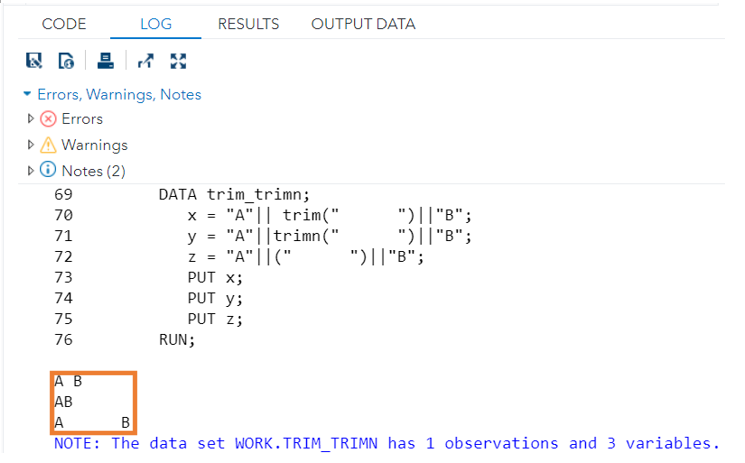 CODE LOG RESULTS OUTPUT DATA
Errors, Warnings, Notes
Errors
Warnings
Notes (2)
69 DATA trim_trimn;
70 x = "A"|| trim("      ")||"B";
71 y = "A"||trimn("      ")||"B";
72 z = "A"||("      ")||"B";
73 PUT x;
74 PUT y;
75 PUT z;
76 RUN;
A B
AB
A      B
NOTE: The data set WORK.TRIM_TRIMN has 1 observations and 3 variables.